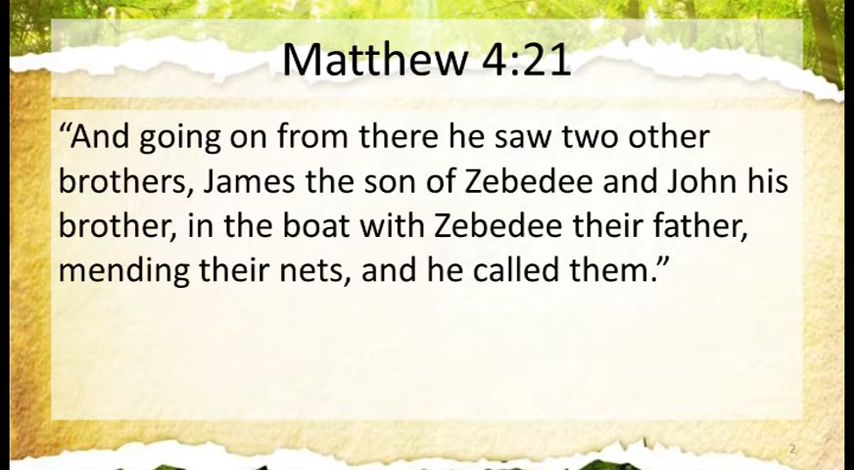 Matthew 4:21
“And going on from there he saw two other
brothers, James the son of Zebedee and John his
brother, in the boat with Zebedee their father,
mending their nets, and he called them.”
2